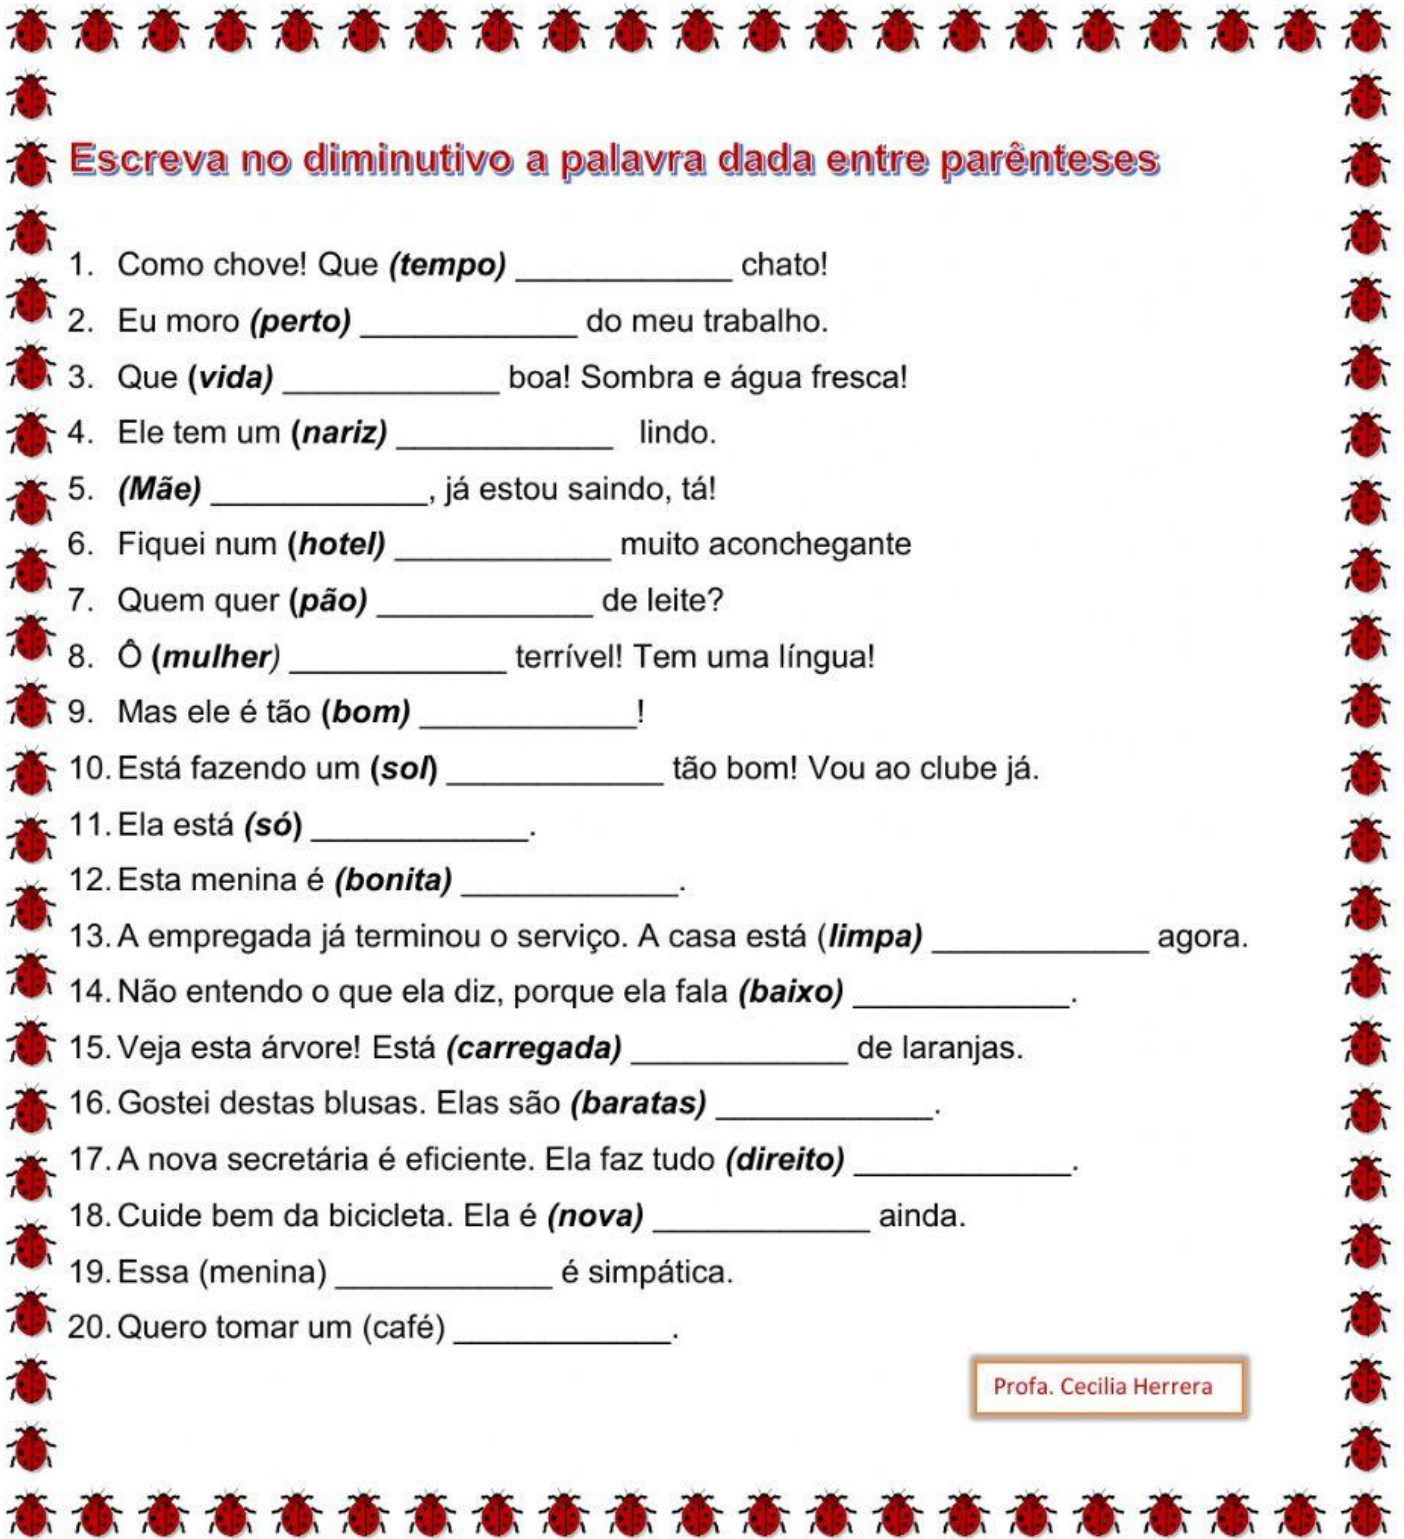 Escreva no diminutivo a palavra dada entre parênteses
1. Como chove! Que (tempo) ____________ chato!
2. Eu moro (perto) ____________ do meu trabalho.
3. Que (vida) ____________ boa! Sombra e água fresca!
4. Ele tem um (nariz) ____________ lindo.
5. (Mãe) ____________, já estou saindo, tá!
6. Fiquei num (hotel) ____________ muito aconchegante
7. Quem quer (pão) ____________ de leite?
8. Ô (mulher) ____________ terrível! Tem uma língua!
9. Mas ele é tão (bom) ____________!
10. Está fazendo um (sol) ____________ tão bom! Vou ao clube já.
11. Ela está (só) ____________.
12. Esta menina é (bonita) ____________.
13. A empregada já terminou o serviço. A casa está (limpa) ____________ agora.
14. Não entendo o que ela diz, porque ela fala (baixo) ____________.
15. Veja esta árvore! Está (carregada) ____________ de laranjas.
16. Gostei destas blusas. Elas são (baratas) ____________.
17. A nova secretária é eficiente. Ela faz tudo (direito) ____________.
18. Cuide bem da bicicleta. Ela é (nova) ____________ ainda.
19. Essa (menina) ____________ é simpática.
20. Quero tomar um (café) ____________.
Profa. Cecilia Herrera